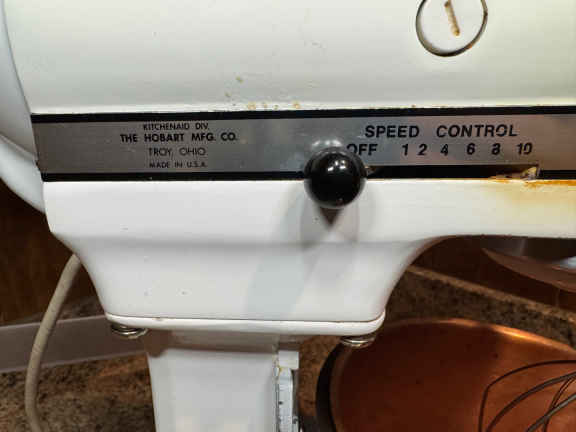 KITCHENAID DIV.
THE HOBART MFG. CO.
TROY, OHIO
MADE IN U.S.A.
SPEED CONTROL
OFF 1 2 4 6 8 10